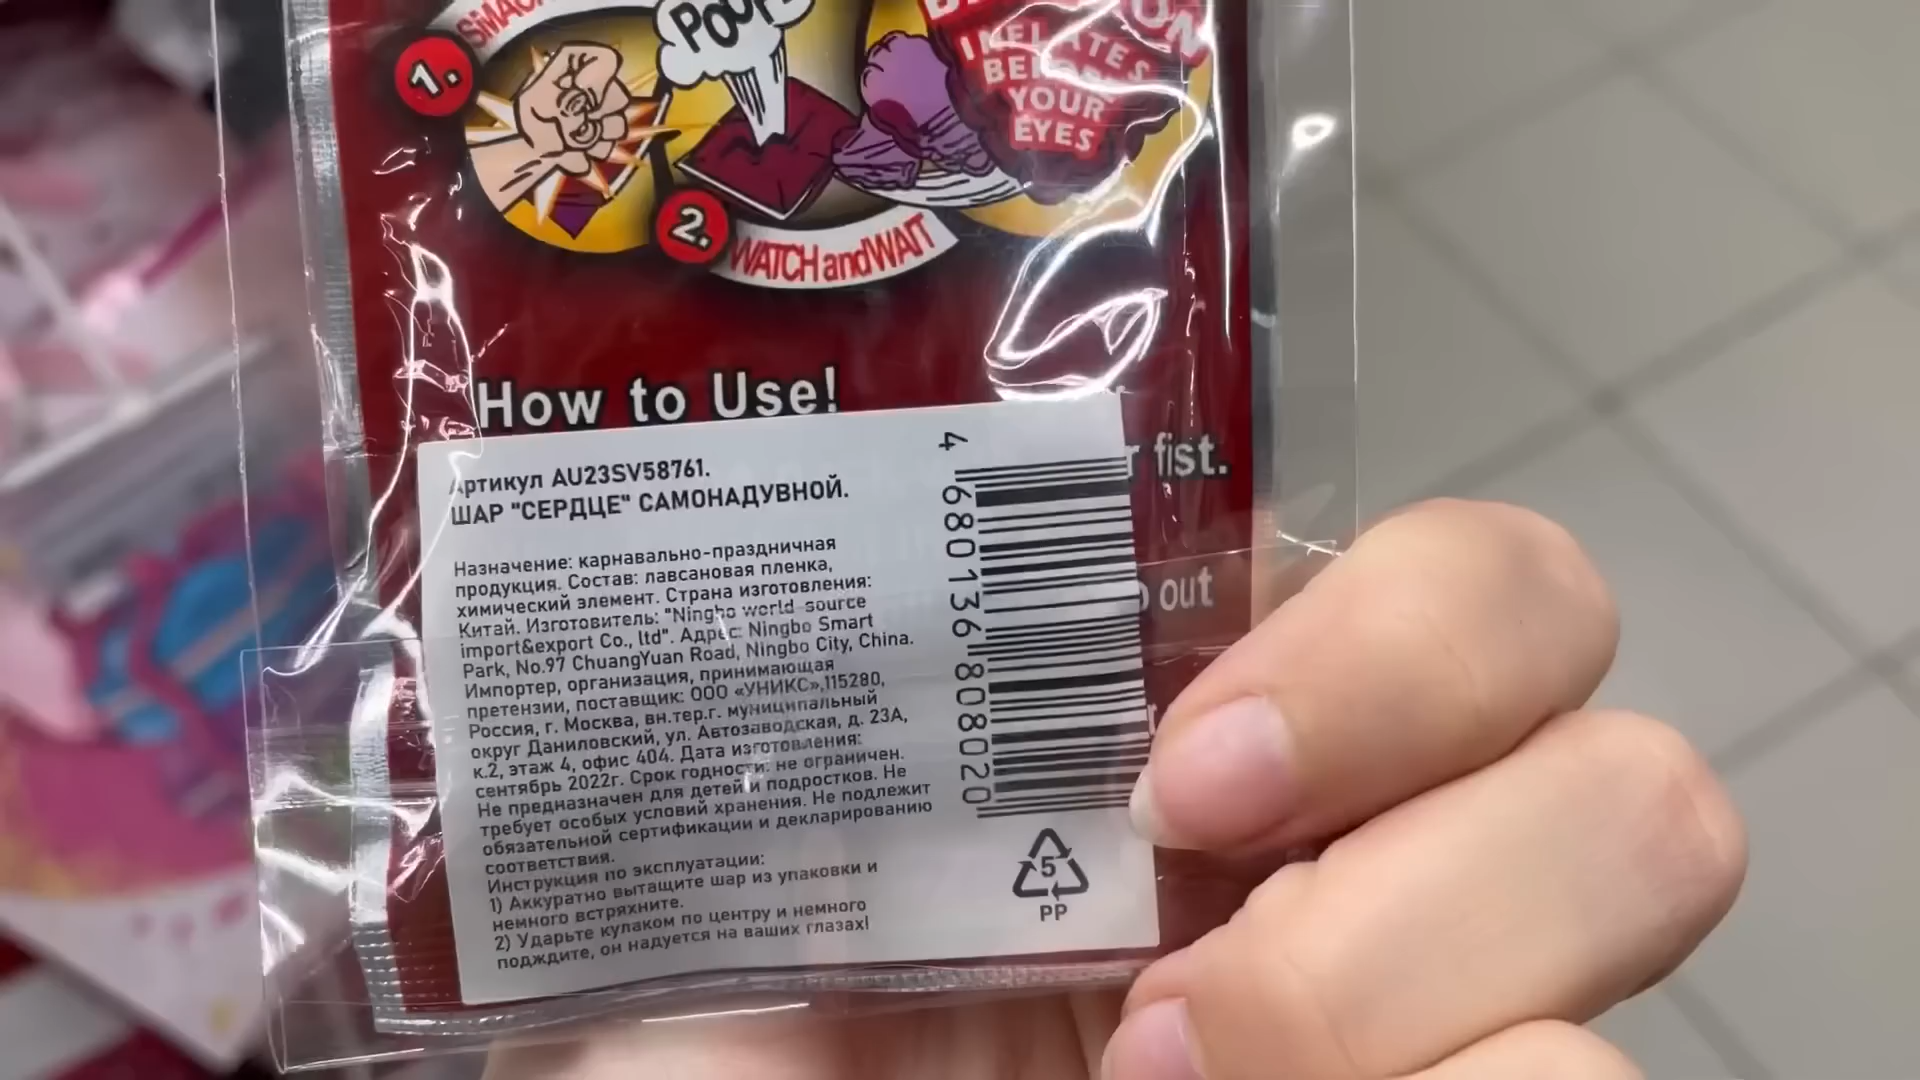 SMACK
1.
POOF
INFLATES
BEFORE
YOUR
EYES
2.
WATCH and WAIT
How to Use!
fist.
out
Артикул AU23SV58761.
ШАР "СЕРДЦЕ" САМОНАДУВНОЙ.
Назначение: карнавально-праздничная
продукция. Состав: лавсановая пленка,
химический элемент. Страна изготовления:
Китай. Изготовитель: "Ningbo world source
import&export Co., ltd". Адрес: Ningbo Smart
Park, No.97 ChuangYuan Road, Ningbo City, China.
Импортер, организация, принимающая
претензии, поставщик: ООО «УНИКС»,115280,
Россия, г. Москва, вн.тер.г. муниципальный
округ Даниловский, ул. Автозаводская, д. 23А,
к.2, этаж 4, офис 404. Дата изготовления:
сентябрь 2022г. Срок годности: не ограничен.
Не предназначен для детей и подростков. Не
требует особых условий хранения. Не подлежит
обязательной сертификации и декларированию
соответствия.
Инструкция по эксплуатации:
1) Аккуратно вытащите шар из упаковки и
немного встряхните.
2) Ударьте кулаком по центру и немного
подждите, он надуется на ваших глазах!
4 680136 808020
5
PP